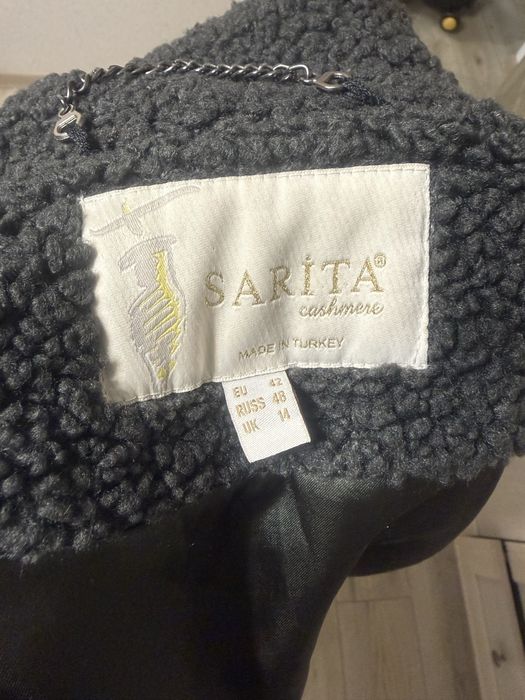 SARİTA®
cashmere
MADE IN TURKEY
EU 42
RUSS 48
UK 14